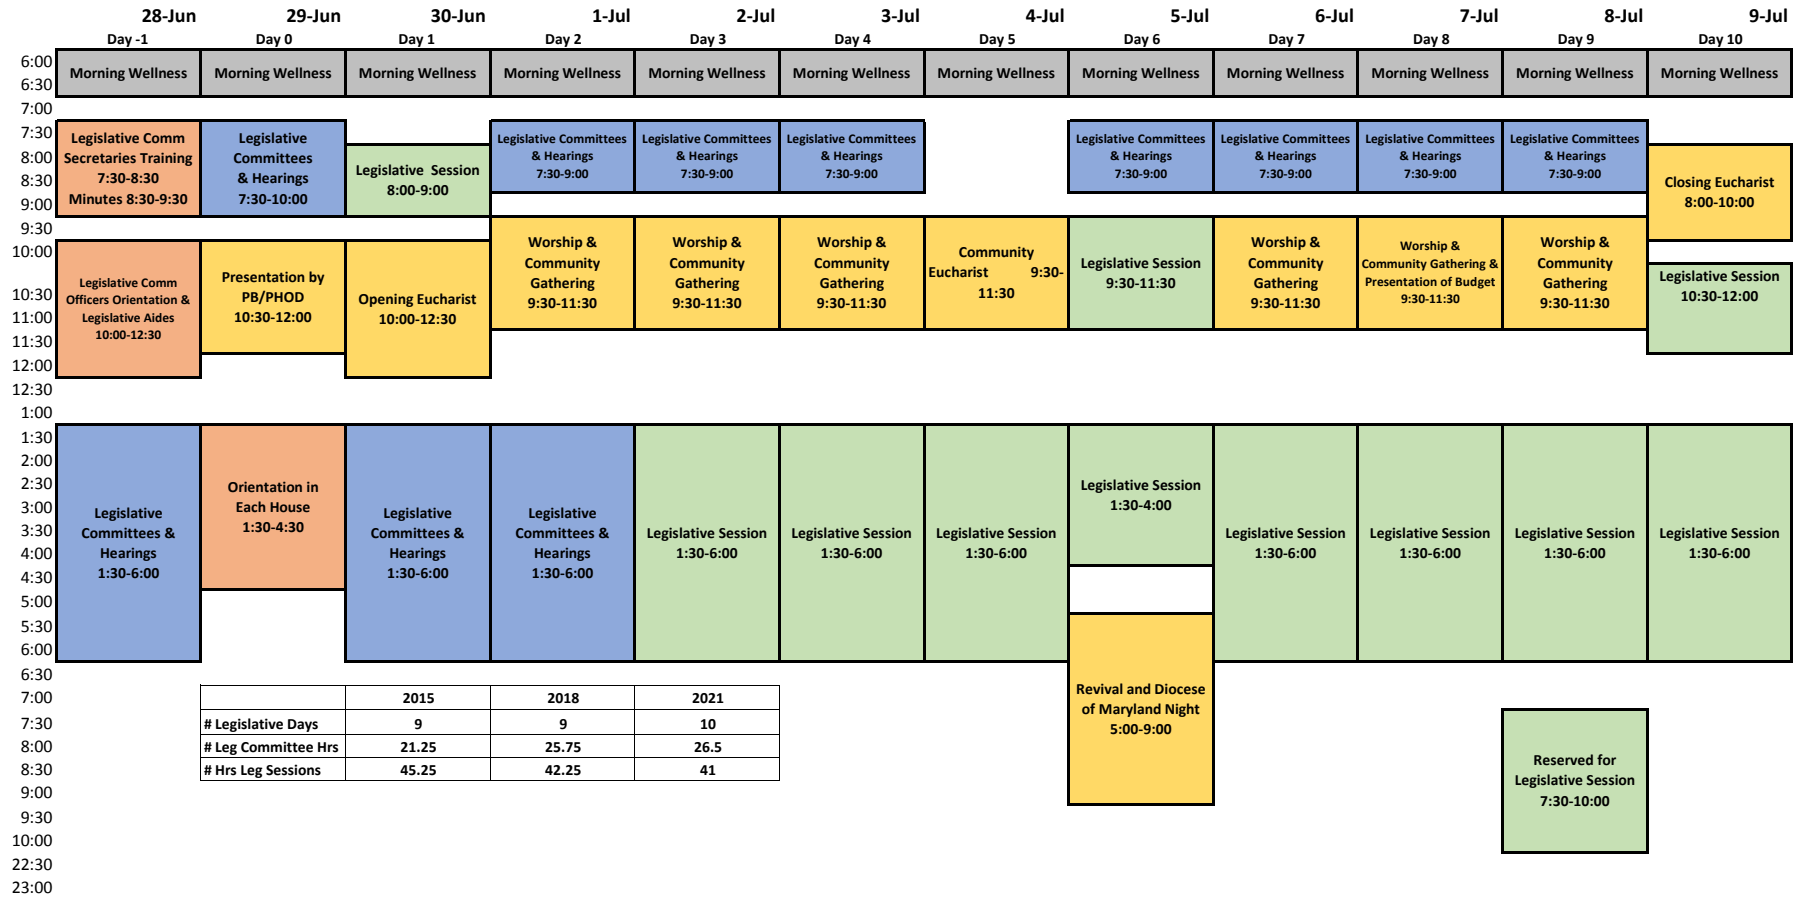 28-Jun 29-Jun 30-Jun 1-Jul 2-Jul 3-Jul 4-Jul 5-Jul 6-Jul 7-Jul 8-Jul 9-Jul
Day -1 Day 0 Day 1 Day 2 Day 3 Day 4 Day 5 Day 6 Day 7 Day 8 Day 9 Day 10
6:00
6:30
7:00
7:30
8:00
8:30
9:00
9:30
10:00
10:30
11:00
11:30
12:00
12:30
1:00
1:30
2:00
2:30
3:00
3:30
4:00
4:30
5:00
5:30
6:00
6:30
7:00
7:30
8:00
8:30
9:00
9:30
10:00
22:30
23:00
Morning Wellness
Legislative Comm
Secretaries Training
7:30-8:30
Minutes 8:30-9:30
Legislative Comm
Officers Orientation &
Legislative Aides
10:00-12:30
Legislative
Committees &
Hearings
1:30-6:00
Morning Wellness
Legislative
Committees
& Hearings
7:30-10:00
Presentation by
PB/PHOD
10:30-12:00
Orientation in
Each House
1:30-4:30
Morning Wellness
Legislative Session
8:00-9:00
Opening Eucharist
10:00-12:30
Legislative
Committees &
Hearings
1:30-6:00
Morning Wellness
Legislative Committees
& Hearings
7:30-9:00
Worship &
Community
Gathering
9:30-11:30
Legislative
Committees &
Hearings
1:30-6:00
Morning Wellness
Legislative Committees
& Hearings
7:30-9:00
Worship &
Community
Gathering
9:30-11:30
Legislative Session
1:30-6:00
Morning Wellness
Legislative Committees
& Hearings
7:30-9:00
Worship &
Community
Gathering
9:30-11:30
Legislative Session
1:30-6:00
Morning Wellness
Community
Eucharist 9:30-
11:30
Legislative Session
1:30-6:00
Morning Wellness
Legislative Committees
& Hearings
7:30-9:00
Legislative Session
9:30-11:30
Legislative Session
1:30-4:00
Revival and Diocese
of Maryland Night
5:00-9:00
Morning Wellness
Legislative Committees
& Hearings
7:30-9:00
Worship &
Community
Gathering
9:30-11:30
Legislative Session
1:30-6:00
Morning Wellness
Legislative Committees
& Hearings
7:30-9:00
Worship &
Community Gathering &
Presentation of Budget
9:30-11:30
Legislative Session
1:30-6:00
Morning Wellness
Legislative Committees
& Hearings
7:30-9:00
Worship &
Community
Gathering
9:30-11:30
Legislative Session
1:30-6:00
Reserved for
Legislative Session
7:30-10:00
Morning Wellness
Closing Eucharist
8:00-10:00
Legislative Session
10:30-12:00
Legislative Session
1:30-6:00
2015 2018 2021
# Legislative Days 9 9 10
# Leg Committee Hrs 21.25 25.75 26.5
# Hrs Leg Sessions 45.25 42.25 41